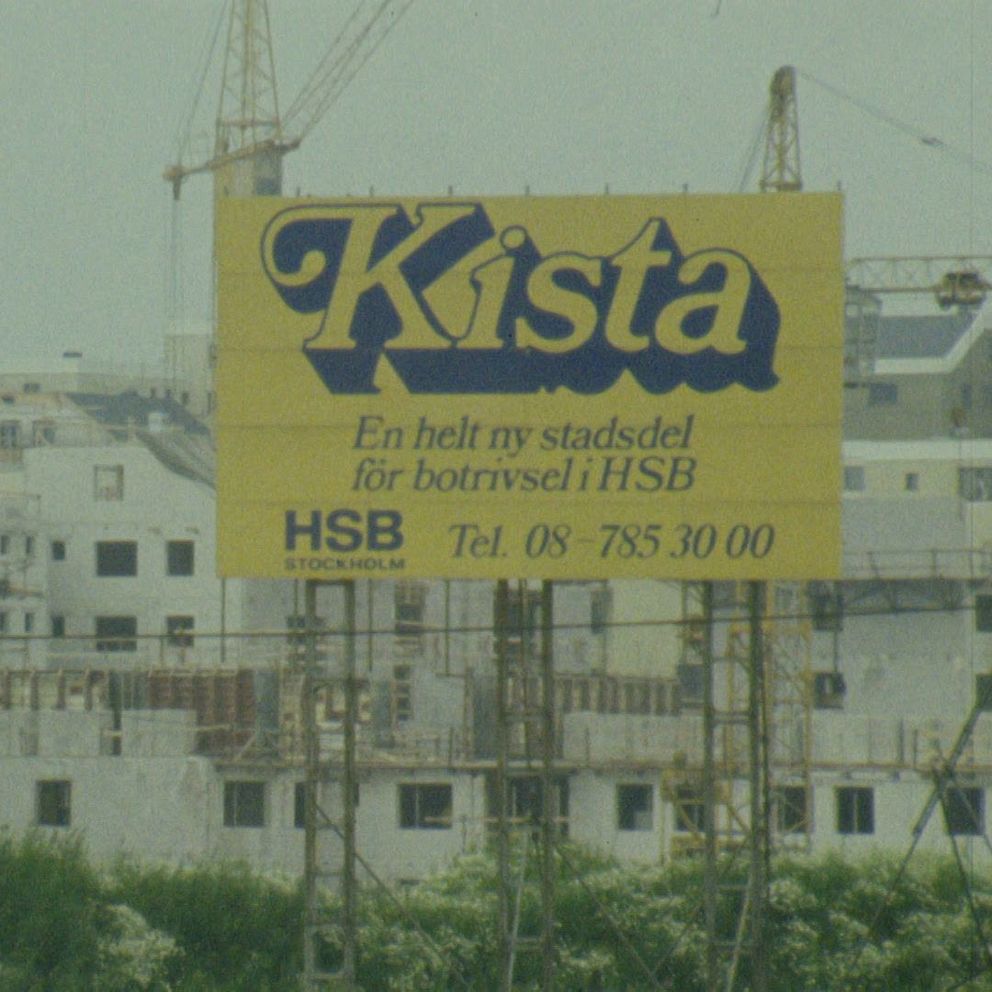 Kista
En helt ny stadsdel
för botrivsel i HSB
HSB Tel. 08-785 30 00
STOCKHOLM